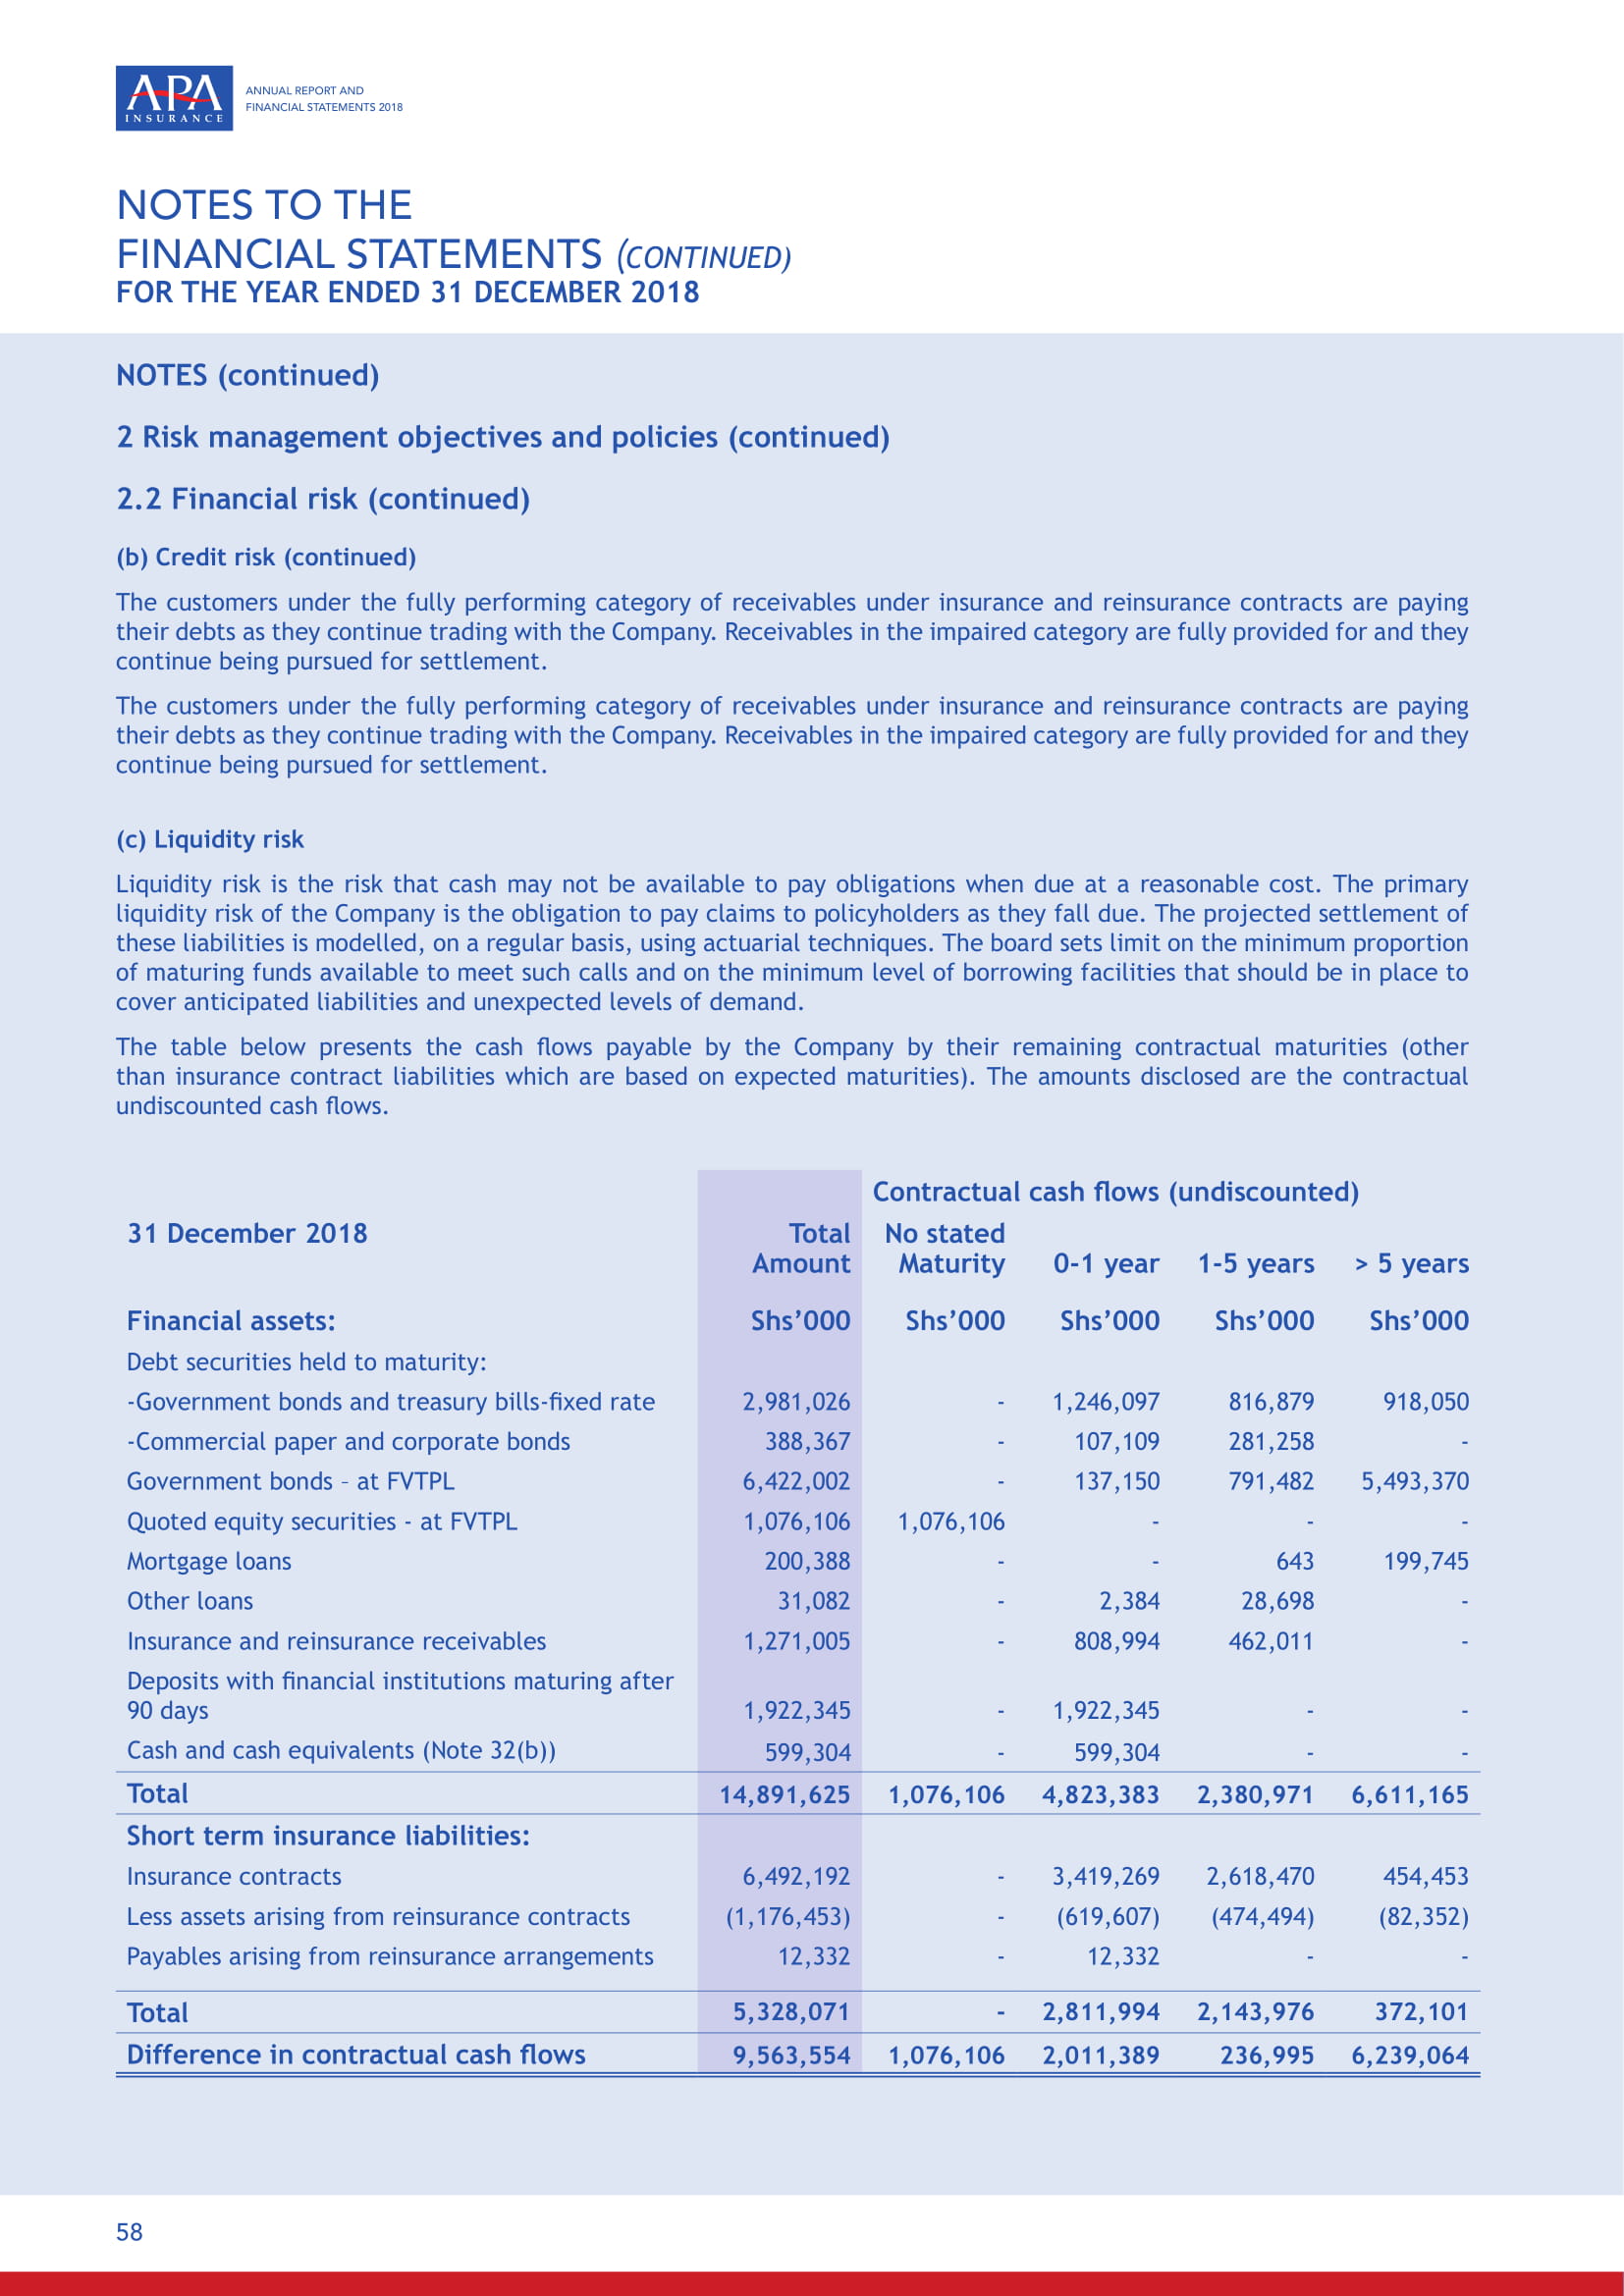 APA
INSURANCE
ANNUAL REPORT AND
FINANCIAL STATEMENTS 2018
NOTES TO THE
FINANCIAL STATEMENTS (CONTINUED)
FOR THE YEAR ENDED 31 DECEMBER 2018
NOTES (continued)
2 Risk management objectives and policies (continued)
2.2 Financial risk (continued)
(b) Credit risk (continued)
The customers under the fully performing category of receivables under insurance and reinsurance contracts are paying
their debts as they continue trading with the Company. Receivables in the impaired category are fully provided for and they
continue being pursued for settlement.
The customers under the fully performing category of receivables under insurance and reinsurance contracts are paying
their debts as they continue trading with the Company. Receivables in the impaired category are fully provided for and they
continue being pursued for settlement.
(c) Liquidity risk
Liquidity risk is the risk that cash may not be available to pay obligations when due at a reasonable cost. The primary
liquidity risk of the Company is the obligation to pay claims to policyholders as they fall due. The projected settlement of
these liabilities is modelled, on a regular basis, using actuarial techniques. The board sets limit on the minimum proportion
of maturing funds available to meet such calls and on the minimum level of borrowing facilities that should be in place to
cover anticipated liabilities and unexpected levels of demand.
The table below presents the cash flows payable by the Company by their remaining contractual maturities (other
than insurance contract liabilities which are based on expected maturities). The amounts disclosed are the contractual
undiscounted cash flows.
Contractual cash flows (undiscounted)
31 December 2018 Total No stated
Amount Maturity 0-1 year 1-5 years > 5 years
Financial assets: Shs’000 Shs’000 Shs’000 Shs’000 Shs’000
Debt securities held to maturity:
-Government bonds and treasury bills-fixed rate 2,981,026 - 1,246,097 816,879 918,050
-Commercial paper and corporate bonds 388,367 - 107,109 281,258 -
Government bonds – at FVTPL 6,422,002 - 137,150 791,482 5,493,370
Quoted equity securities - at FVTPL 1,076,106 1,076,106 - - -
Mortgage loans 200,388 - - 643 199,745
Other loans 31,082 - 2,384 28,698 -
Insurance and reinsurance receivables 1,271,005 - 808,994 462,011 -
Deposits with financial institutions maturing after
90 days 1,922,345 - 1,922,345 - -
Cash and cash equivalents (Note 32(b)) 599,304 - 599,304 - -
Total 14,891,625 1,076,106 4,823,383 2,380,971 6,611,165
Short term insurance liabilities:
Insurance contracts 6,492,192 - 3,419,269 2,618,470 454,453
Less assets arising from reinsurance contracts (1,176,453) - (619,607) (474,494) (82,352)
Payables arising from reinsurance arrangements 12,332 - 12,332 - -
Total 5,328,071 - 2,811,994 2,143,976 372,101
Difference in contractual cash flows 9,563,554 1,076,106 2,011,389 236,995 6,239,064
58